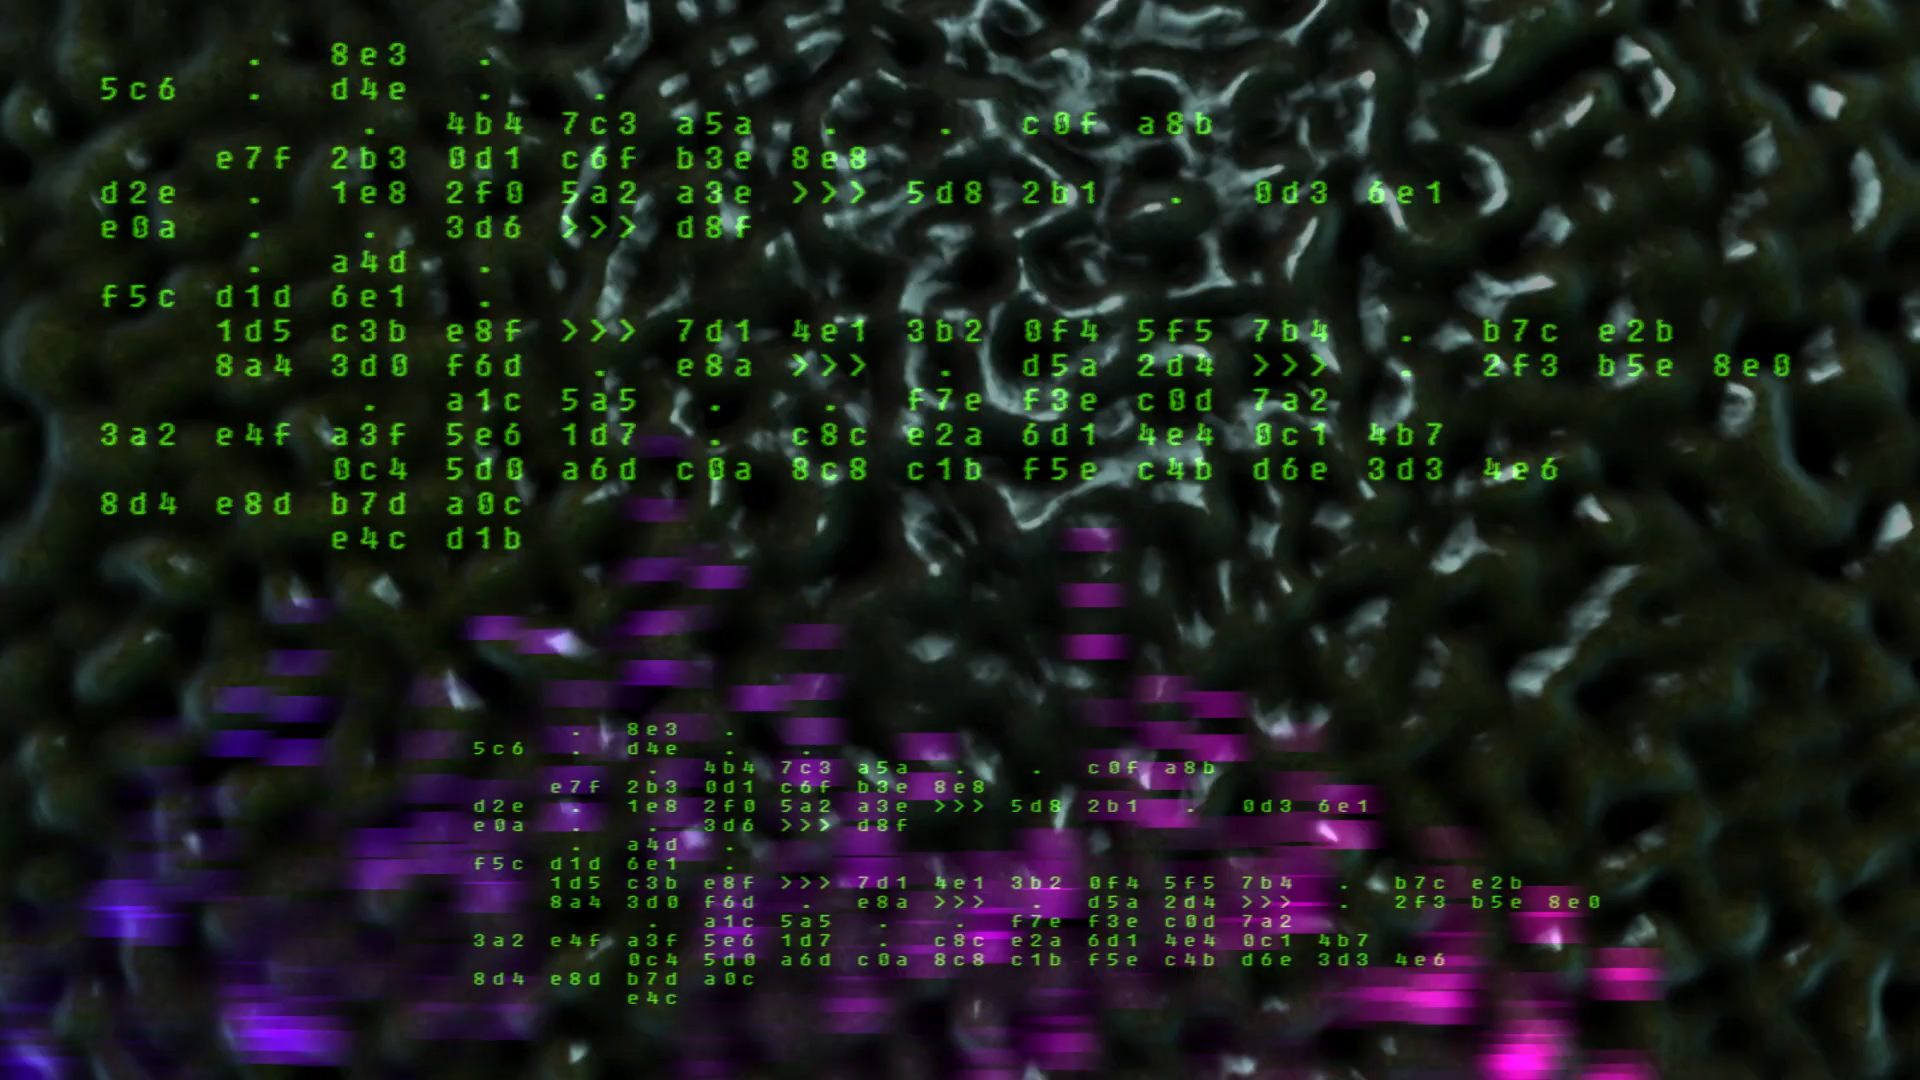 . 8e3 .
5c6 . d4e . .
. 4b4 7c3 a5a . . c0f a8b
e7f 2b3 0d1 c6f b3e 8e8
d2e . 1e8 2f0 5a2 a3e >>> 5d8 2b1 . 0d3 6e1
e0a . . 3d6 >>> d8f
. a4d .
f5c d1d 6e1 .
1d5 c3b e8f >>> 7d1 4e1 3b2 0f4 5f5 7b4 . b7c e2b
8a4 3d0 f6d . e8a >>> . d5a 2d4 >>> . 2f3 b5e 8e0
. a1c 5a5 . . f7e f3e c0d 7a2
3a2 e4f a3f 5e6 1d7 . c8c e2a 6d1 4e4 0c1 4b7
0c4 5d0 a6d c0a 8c8 c1b f5e c4b d6e 3d3 4e6
8d4 e8d b7d a0c
e4c d1b
. 8e3 .
5c6 . d4e . .
. 4b4 7c3 a5a . . c0f a8b
e7f 2b3 0d1 c6f b3e 8e8
d2e . 1e8 2f0 5a2 a3e >>> 5d8 2b1 . 0d3 6e1
e0a . . 3d6 >>> d8f
. a4d .
f5c d1d 6e1 .
1d5 c3b e8f >>> 7d1 4e1 3b2 0f4 5f5 7b4 . b7c e2b
8a4 3d0 f6d . e8a >>> . d5a 2d4 >>> . 2f3 b5e 8e0
. a1c 5a5 . . f7e f3e c0d 7a2
3a2 e4f a3f 5e6 1d7 . c8c e2a 6d1 4e4 0c1 4b7
0c4 5d0 a6d c0a 8c8 c1b f5e c4b d6e 3d3 4e6
8d4 e8d b7d a0c
e4c